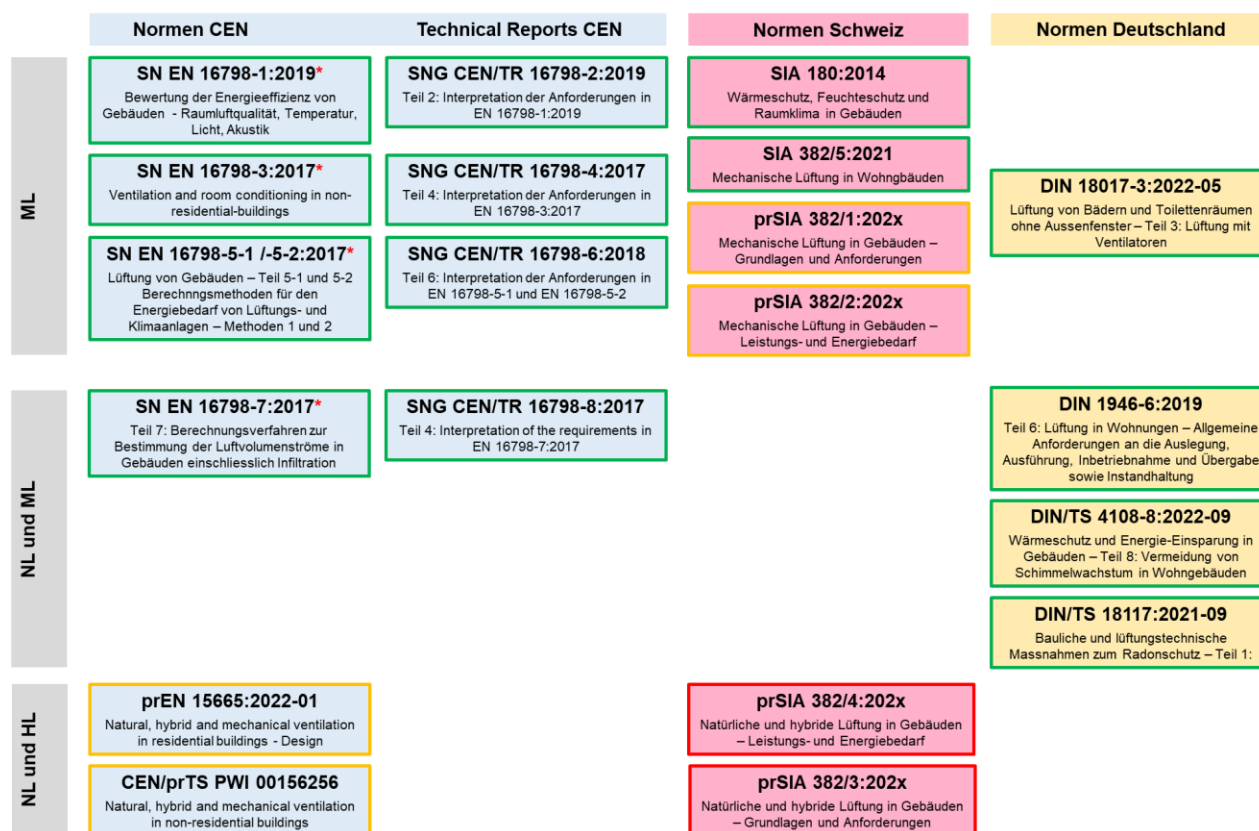 Normen CEN
Technical Reports CEN
Normen Schweiz
Normen Deutschland
ML
SN EN 16798-1:2019*
Bewertung der Energieeffizienz von
Gebäuden - Raumluftqualität, Temperatur,
Licht, Akustik
SN EN 16798-3:2017*
Ventilation and room conditioning in non-
residential-buildings
SN EN 16798-5-1 /-5-2:2017*
Lüftung von Gebäuden – Teil 5-1 und 5-2
Berechnngsmethoden für den
Energiebedarf von Lüftungs- und
Klimaanlagen – Methoden 1 und 2
SNG CEN/TR 16798-2:2019
Teil 2: Interpretation der Anforderungen in
EN 16798-1:2019
SNG CEN/TR 16798-4:2017
Teil 4: Interpretation der Anforderungen in
EN 16798-3:2017
SNG CEN/TR 16798-6:2018
Teil 6: Interpretation der Anforderungen in
EN 16798-5-1 und EN 16798-5-2
SIA 180:2014
Wärmeschutz, Feuchteschutz und
Raumklima in Gebäuden
SIA 382/5:2021
Mechanische Lüftung in Wohngbäuden
prSIA 382/1:202x
Mechanische Lüftung in Gebäuden –
Grundlagen und Anforderungen
prSIA 382/2:202x
Mechanische Lüftung in Gebäuden –
Leistungs- und Energiebedarf
DIN 18017-3:2022-05
Lüftung von Bädern und Toilettenräumen
ohne Aussenfenster – Teil 3: Lüftung mit
Ventilatoren
NL und ML
SN EN 16798-7:2017*
Teil 7: Berechnungsverfahren zur
Bestimmung der Luftvolumenströme in
Gebäuden einschliesslich Infiltration
SNG CEN/TR 16798-8:2017
Teil 4: Interpretation of the requirements in
EN 16798-7:2017
DIN 1946-6:2019
Teil 6: Lüftung in Wohnungen – Allgemeine
Anforderungen an die Auslegung,
Ausführung, Inbetriebnahme und Übergabe
sowie Instandhaltung
DIN/TS 4108-8:2022-09
Wärmeschutz und Energie-Einsparung in
Gebäuden – Teil 8: Vermeidung von
Schimmelwachstum in Wohngebäuden
DIN/TS 18117:2021-09
Bauliche und lüftungstechnische
Massnahmen zum Radonschutz – Teil 1:
NL und HL
prEN 15665:2022-01
Natural, hybrid and mechanical ventilation
in residential buildings - Design
CEN/prTS PWI 00156256
Natural, hybrid and mechanical ventilation
in non-residential buildings
prSIA 382/4:202x
Natürliche und hybride Lüftung in Gebäuden
– Leistungs- und Energiebedarf
prSIA 382/3:202x
Natürliche und hybride Lüftung in Gebäuden
– Grundlagen und Anforderungen